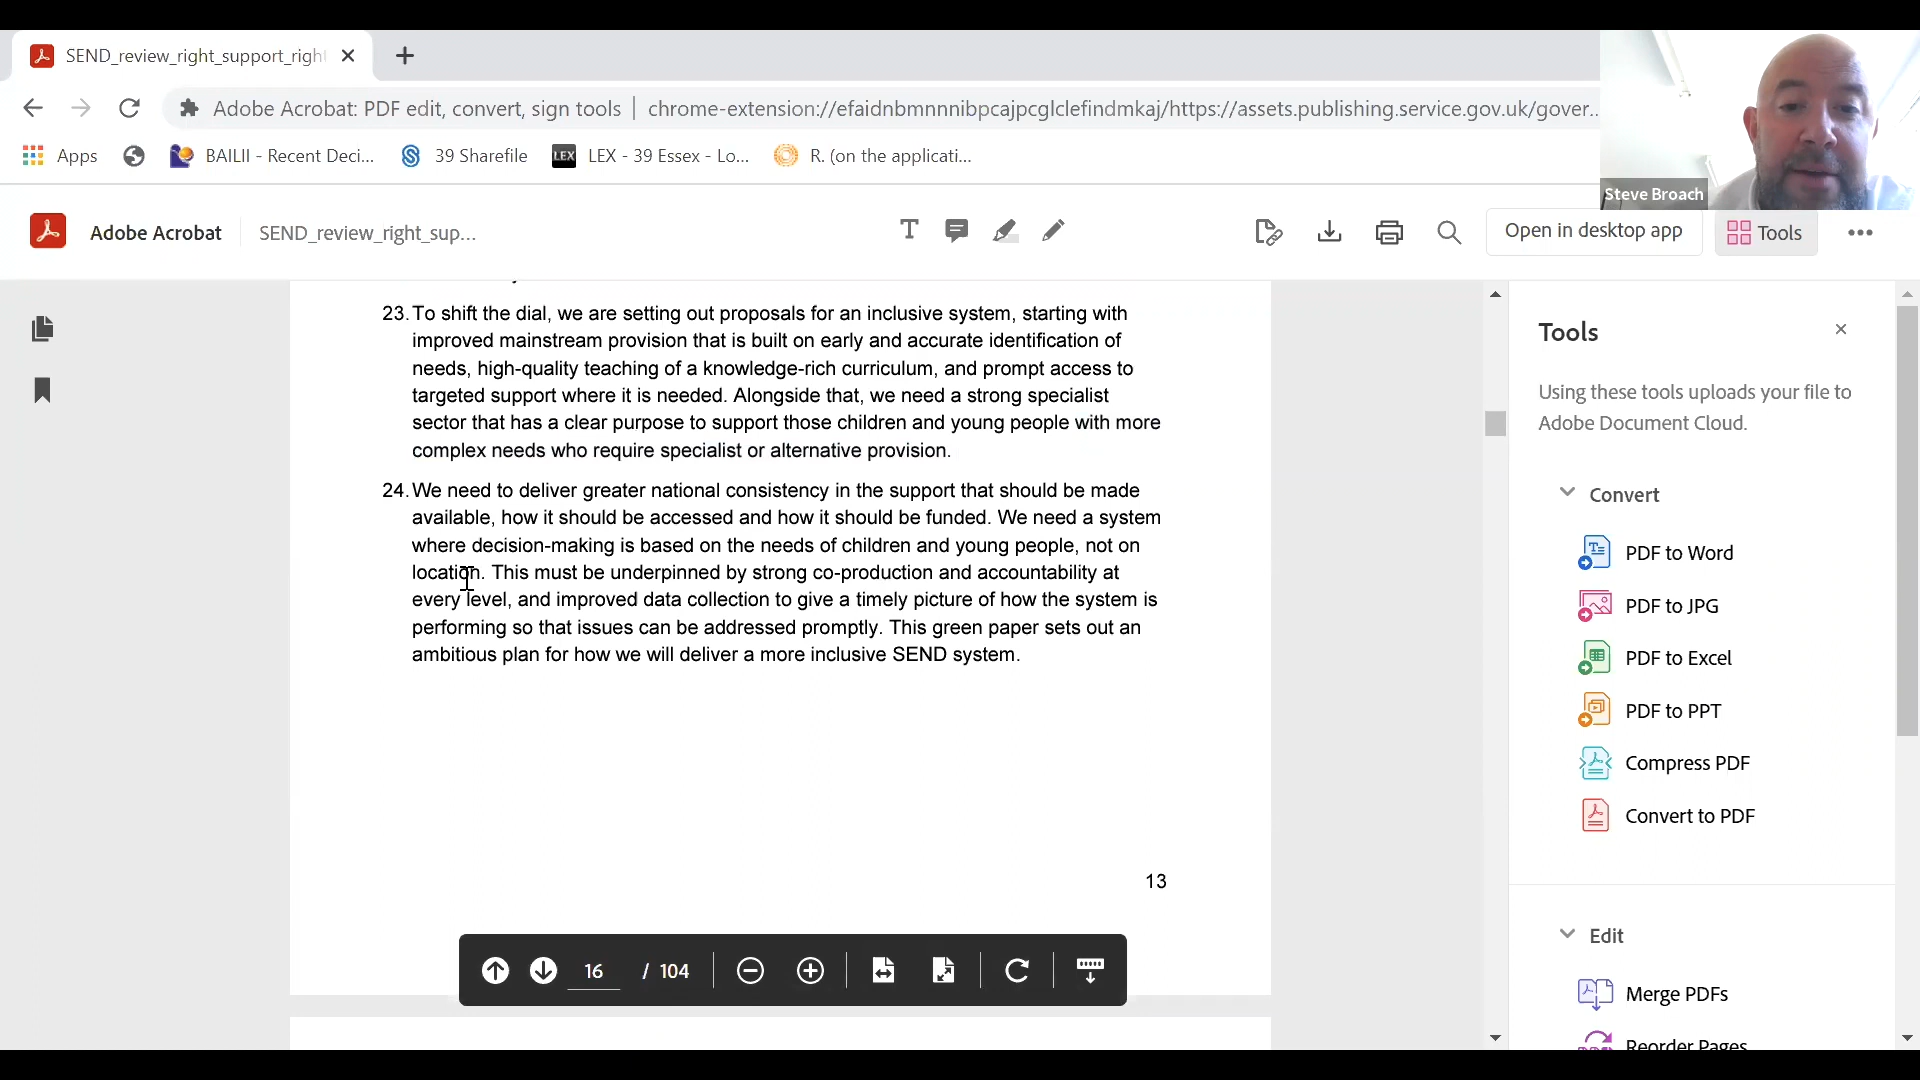 SEND_review_right_support_right
Adobe Acrobat: PDF edit, convert, sign tools | chrome-extension://efaidnbmnnnibpcajpcglclefindmkaj/https://assets.publishing.service.gov.uk/gover...
Apps BAILII - Recent Deci... 39 Sharefile LEX LEX - 39 Essex - Lo... R. (on the applicati...
Steve Broach
Adobe Acrobat SEND_review_right_sup... T Open in desktop app Tools
23. To shift the dial, we are setting out proposals for an inclusive system, starting with
improved mainstream provision that is built on early and accurate identification of
needs, high-quality teaching of a knowledge-rich curriculum, and prompt access to
targeted support where it is needed. Alongside that, we need a strong specialist
sector that has a clear purpose to support those children and young people with more
complex needs who require specialist or alternative provision.
24. We need to deliver greater national consistency in the support that should be made
available, how it should be accessed and how it should be funded. We need a system
where decision-making is based on the needs of children and young people, not on
location. This must be underpinned by strong co-production and accountability at
every level, and improved data collection to give a timely picture of how the system is
performing so that issues can be addressed promptly. This green paper sets out an
ambitious plan for how we will deliver a more inclusive SEND system.
13
16 / 104
Tools
Using these tools uploads your file to
Adobe Document Cloud.
Convert
PDF to Word
PDF to JPG
PDF to Excel
PDF to PPT
Compress PDF
Convert to PDF
Edit
Merge PDFs
Reorder Pages